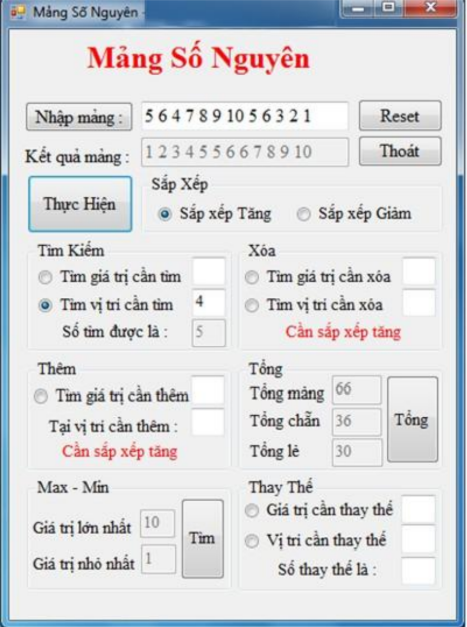 Mảng Số Nguyên -
Mảng Số Nguyên
Nhập mảng : 5 6 4 7 8 9 10 5 6 3 2 1 Reset
Kết quả mảng : 1 2 3 4 5 5 6 6 7 8 9 10 Thoát
Thực Hiện
Sắp Xếp
Sắp xếp Tăng Sắp xếp Giảm
Tìm Kiếm
Tìm giá trị cần tìm
Tìm vị trí cần tìm 4
Số tìm được là : 5
Xóa
Tìm giá trị cần xóa
Tìm vị trí cần xóa
Cần sắp xếp tăng
Thêm
Tìm giá trị cần thêm
Tại vị trí cần thêm :
Cần sắp xếp tăng
Tổng
Tổng mảng 66
Tổng chẵn 36
Tổng lẻ 30
Tổng
Max - Min
Giá trị lớn nhất 10
Giá trị nhỏ nhất 1
Tìm
Thay Thế
Giá trị cần thay thế
Vị trí cần thay thế
Số thay thế là :